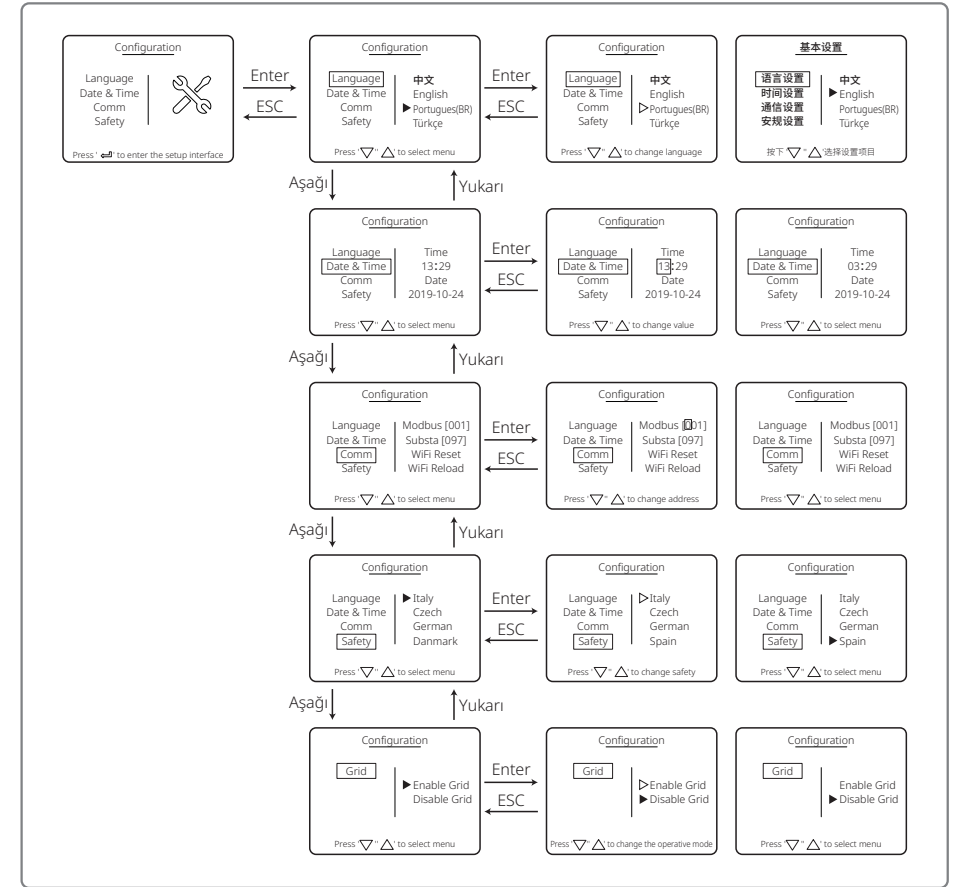 Configuration
Language
Date & Time
Comm
Safety
Press ' ' to enter the setup interface
Enter
ESC
Configuration
Language
Date & Time
Comm
Safety
中文
English
Portugues(BR)
Türkçe
Press '▽' '△' to select menu
Enter
ESC
Configuration
Language
Date & Time
Comm
Safety
中文
English
Portugues(BR)
Türkçe
Press '▽' '△' to change language
基本设置
语言设置
时间设置
通信设置
安规设置
中文
English
Portugues(BR)
Türkçe
按下 '▽' '△' 选择设置项目
Aşağı
Yukarı
Configuration
Language
Date & Time
Comm
Safety
Time
13:29
Date
2019-10-24
Press '▽' '△' to select menu
Enter
ESC
Configuration
Language
Date & Time
Comm
Safety
Time
13:29
Date
2019-10-24
Press '▽' '△' to change value
Configuration
Language
Date & Time
Comm
Safety
Time
03:29
Date
2019-10-24
Press '▽' '△' to select menu
Aşağı
Yukarı
Configuration
Language
Date & Time
Comm
Safety
Modbus [001]
Substa [097]
WiFi Reset
WiFi Reload
Press '▽' '△' to select menu
Enter
ESC
Configuration
Language
Date & Time
Comm
Safety
Modbus [001]
Substa [097]
WiFi Reset
WiFi Reload
Press '▽' '△' to change address
Configuration
Language
Date & Time
Comm
Safety
Modbus [001]
Substa [097]
WiFi Reset
WiFi Reload
Press '▽' '△' to select menu
Aşağı
Yukarı
Configuration
Language
Date & Time
Comm
Safety
Italy
Czech
German
Danmark
Press '▽' '△' to select menu
Enter
ESC
Configuration
Language
Date & Time
Comm
Safety
Italy
Czech
German
Spain
Press '▽' '△' to change safety
Configuration
Language
Date & Time
Comm
Safety
Italy
Czech
German
Spain
Press '▽' '△' to select menu
Aşağı
Yukarı
Configuration
Grid
Enable Grid
Disable Grid
Press '▽' '△' to select menu
Enter
ESC
Configuration
Grid
Enable Grid
Disable Grid
Press '▽' '△' to change the operative mode
Configuration
Grid
Enable Grid
Disable Grid
Press '▽' '△' to select menu